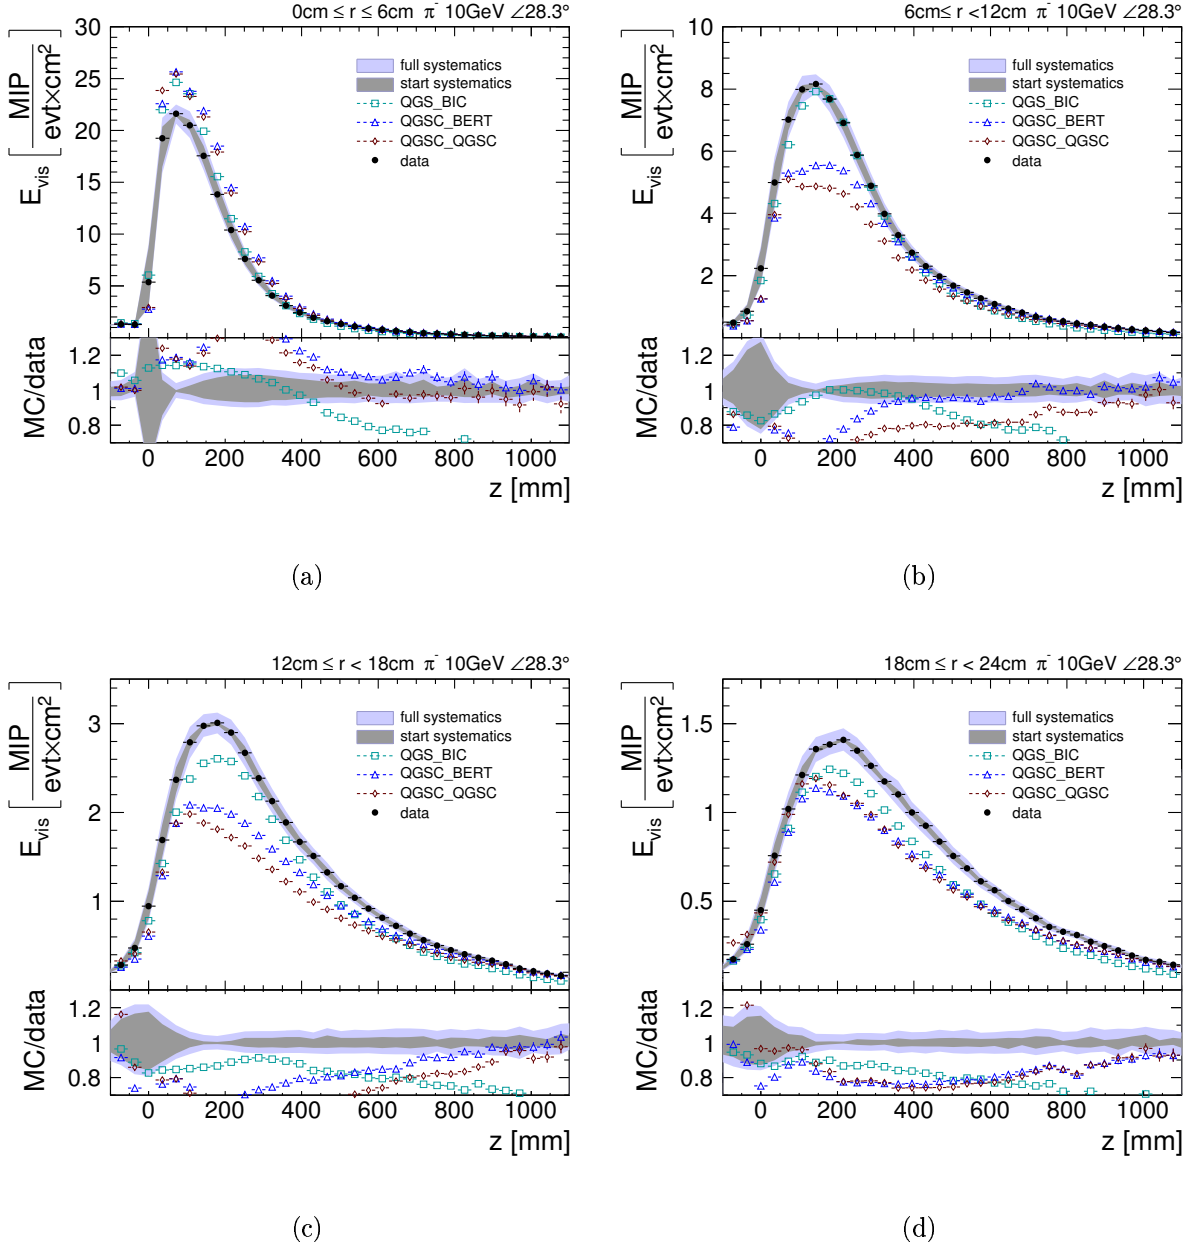 0cm ≤ r ≤ 6cm π⁻ 10GeV ∠28.3°
E_vis [MIP / evt×cm²]
30
25
20
15
10
5
full systematics
start systematics
QGS_BIC
QGSC_BERT
QGSC_QGSC
data
MC/data
1.2
1
0.8
0 200 400 600 800 1000
z [mm]
(a)
6cm ≤ r <12cm π⁻ 10GeV ∠28.3°
E_vis [MIP / evt×cm²]
10
8
6
4
2
full systematics
start systematics
QGS_BIC
QGSC_BERT
QGSC_QGSC
data
MC/data
1.2
1
0.8
0 200 400 600 800 1000
z [mm]
(b)
12cm ≤ r < 18cm π⁻ 10GeV ∠28.3°
E_vis [MIP / evt×cm²]
3
2
1
full systematics
start systematics
QGS_BIC
QGSC_BERT
QGSC_QGSC
data
MC/data
1.2
1
0.8
0 200 400 600 800 1000
z [mm]
(c)
18cm ≤ r < 24cm π⁻ 10GeV ∠28.3°
E_vis [MIP / evt×cm²]
1.5
1
0.5
full systematics
start systematics
QGS_BIC
QGSC_BERT
QGSC_QGSC
data
MC/data
1.2
1
0.8
0 200 400 600 800 1000
z [mm]
(d)